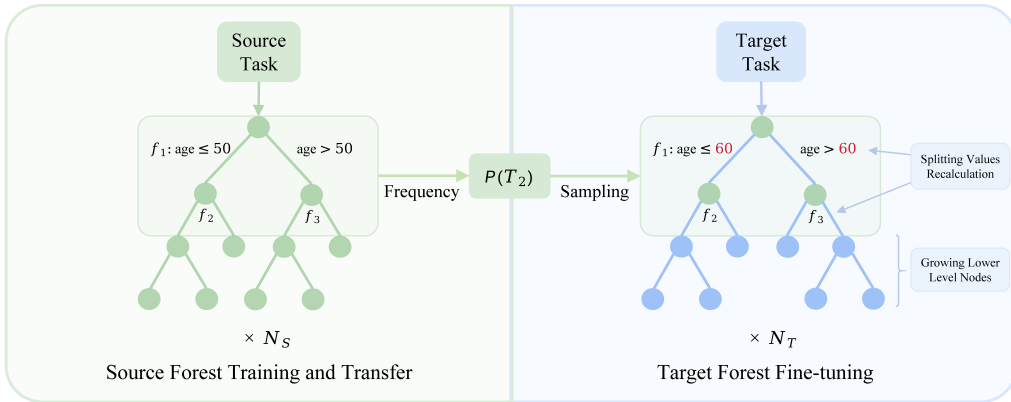 Source
Task
f1: age ≤ 50
age > 50
f2
f3
× NS
Source Forest Training and Transfer
Frequency
P(T2)
Sampling
Target
Task
f1: age ≤ 60
age > 60
f2
f3
Splitting Values
Recalculation
Growing Lower
Level Nodes
× NT
Target Forest Fine-tuning